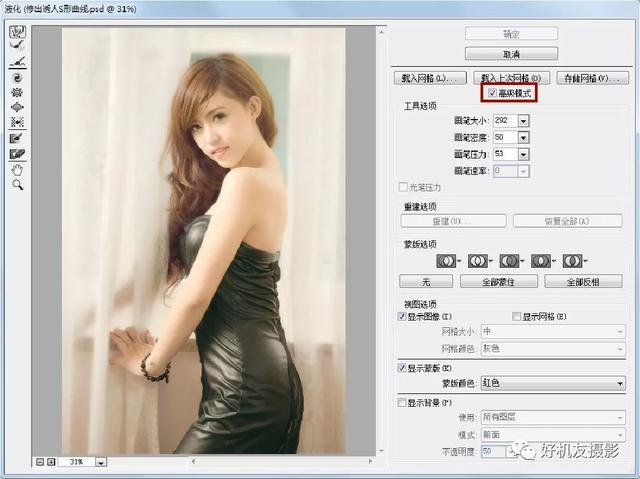 液化 (修出诱人S形曲线.psd @ 31%)
确定
取消
载入网格(L)...
载入上次网格(O)
存储网格(V)...
高级模式
工具选项
画笔大小: 292
画笔密度: 50
画笔压力: 53
画笔速率: 0
光笔压力
重建选项
重建(U)...
恢复全部(A)
蒙版选项
无
全部蒙住
全部反相
视图选项
显示图像(I)
显示网格(E)
网格大小: 中
网格颜色: 灰色
显示蒙版(K)
蒙版颜色: 红色
显示背景(P)
使用: 所有图层
模式: 前面
不透明度: 50
31%
好机友摄影